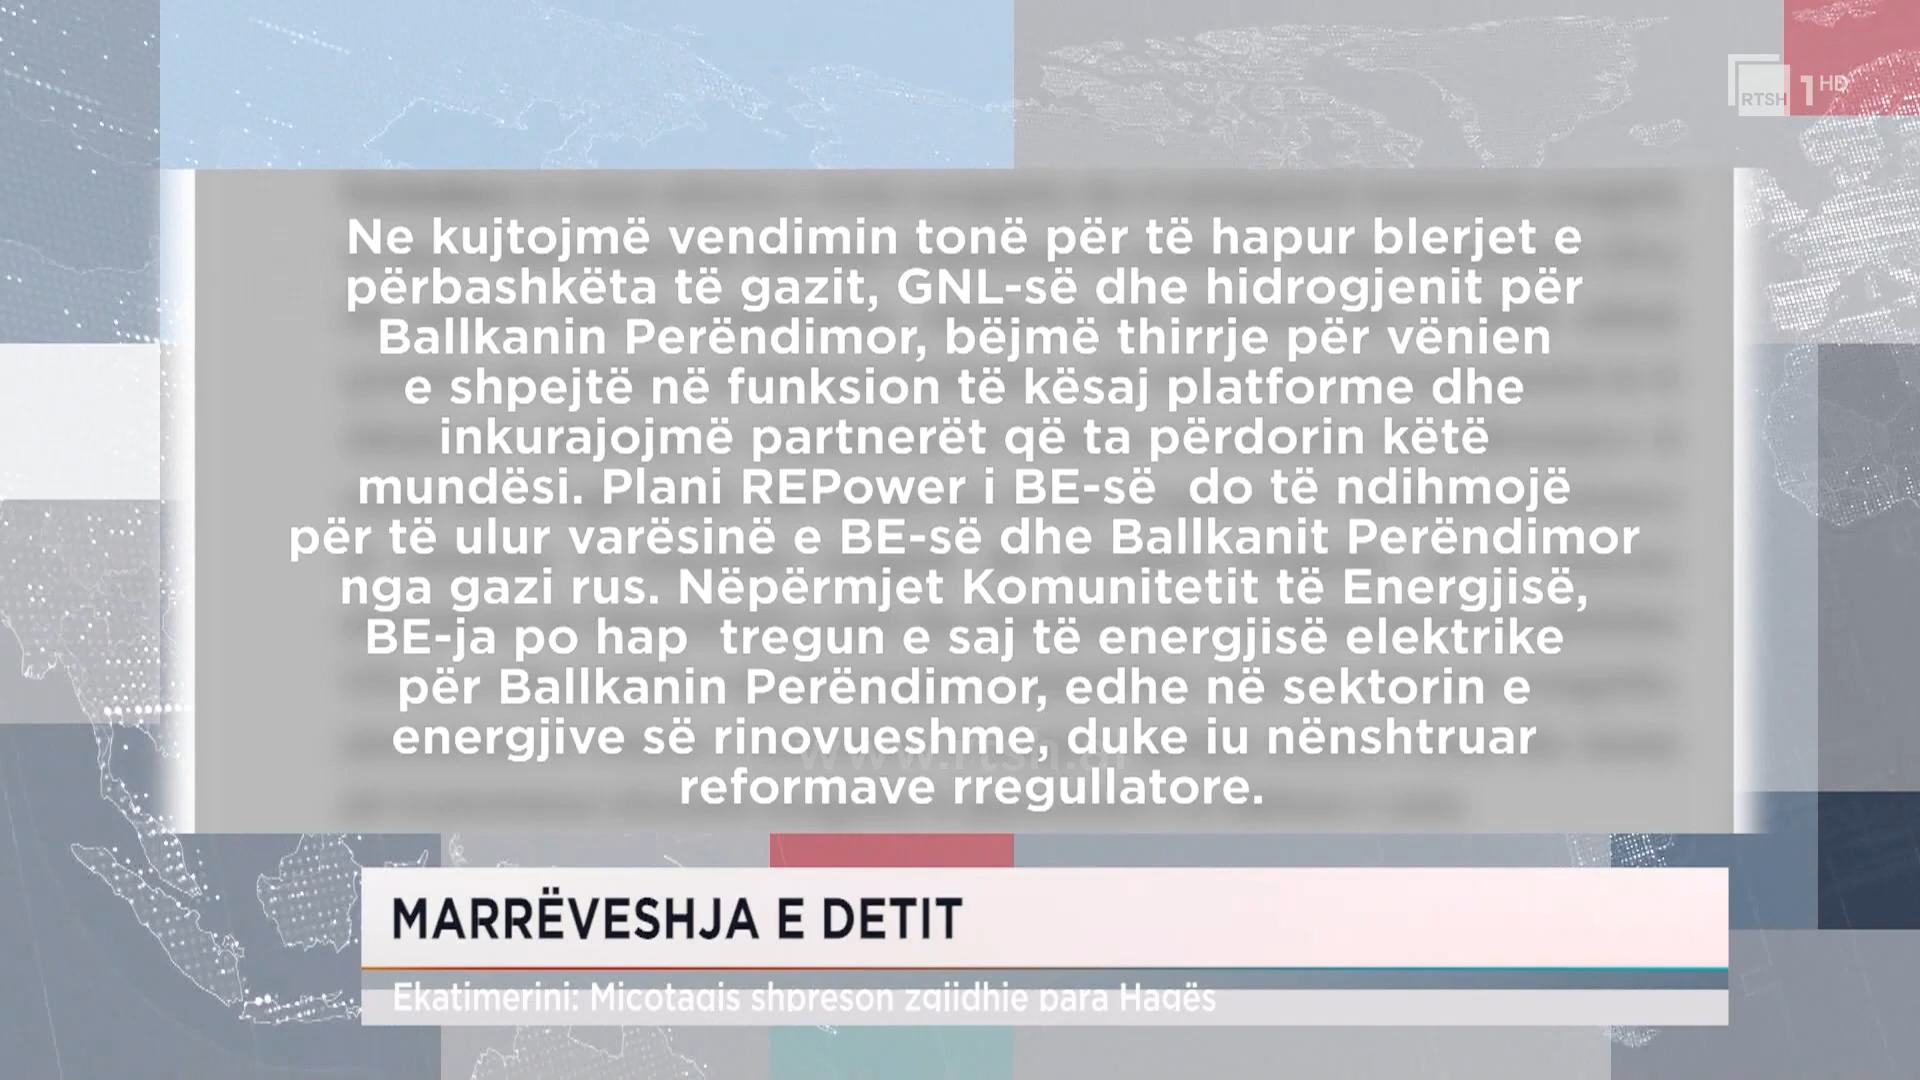 RTSH 1 HD
Ne kujtojmë vendimin tonë për të hapur blerjet e
përbashkëta të gazit, GNL-së dhe hidrogjenit për
Ballkanin Perëndimor, bëjmë thirrje për vënien
e shpejtë në funksion të kësaj platforme dhe
inkurajojmë partnerët që ta përdorin këtë
mundësi. Plani REPower i BE-së do të ndihmojë
për të ulur varësinë e BE-së dhe Ballkanit Perëndimor
nga gazi rus. Nëpërmjet Komunitetit të Energjisë,
BE-ja po hap tregun e saj të energjisë elektrike
për Ballkanin Perëndimor, edhe në sektorin e
energjive së rinovueshme, duke iu nënshtruar
www.rtsh.al
reformave rregullatore.
MARRËVESHJA E DETIT
Ekatimerini: Micotaqis shpreson zgjidhje para Hagës